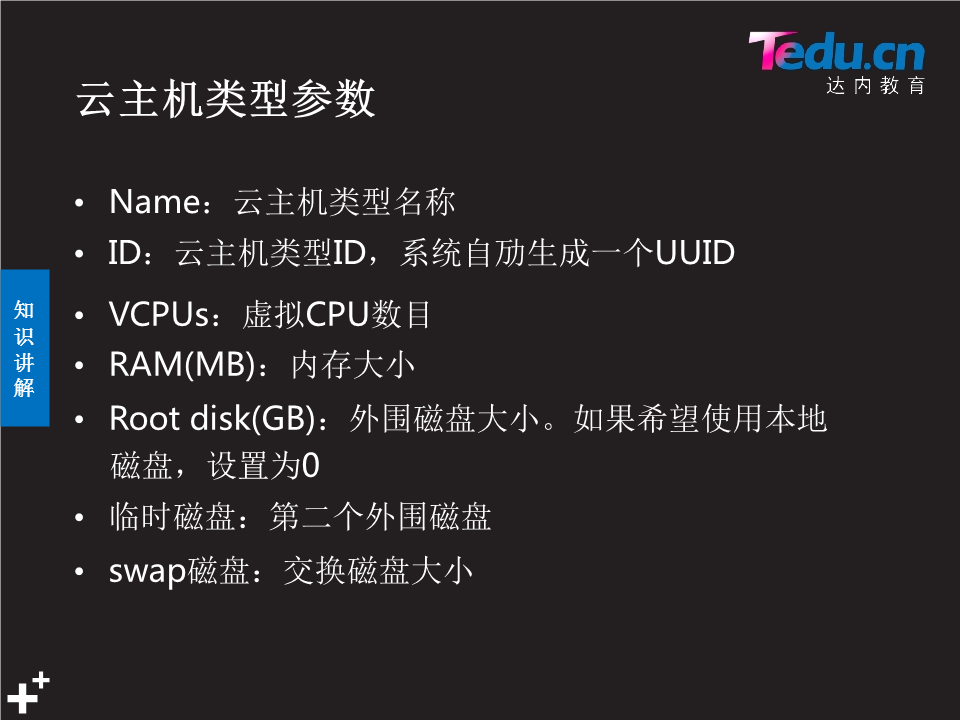 Tedu.cn
达内教育
云主机类型参数
• Name：云主机类型名称
• ID：云主机类型ID，系统自劢生成一个UUID
知识讲解
• VCPUs：虚拟CPU数目
• RAM(MB)：内存大小
• Root disk(GB)：外围磁盘大小。如果希望使用本地
磁盘，设置为0
• 临时磁盘：第二个外围磁盘
• swap磁盘：交换磁盘大小